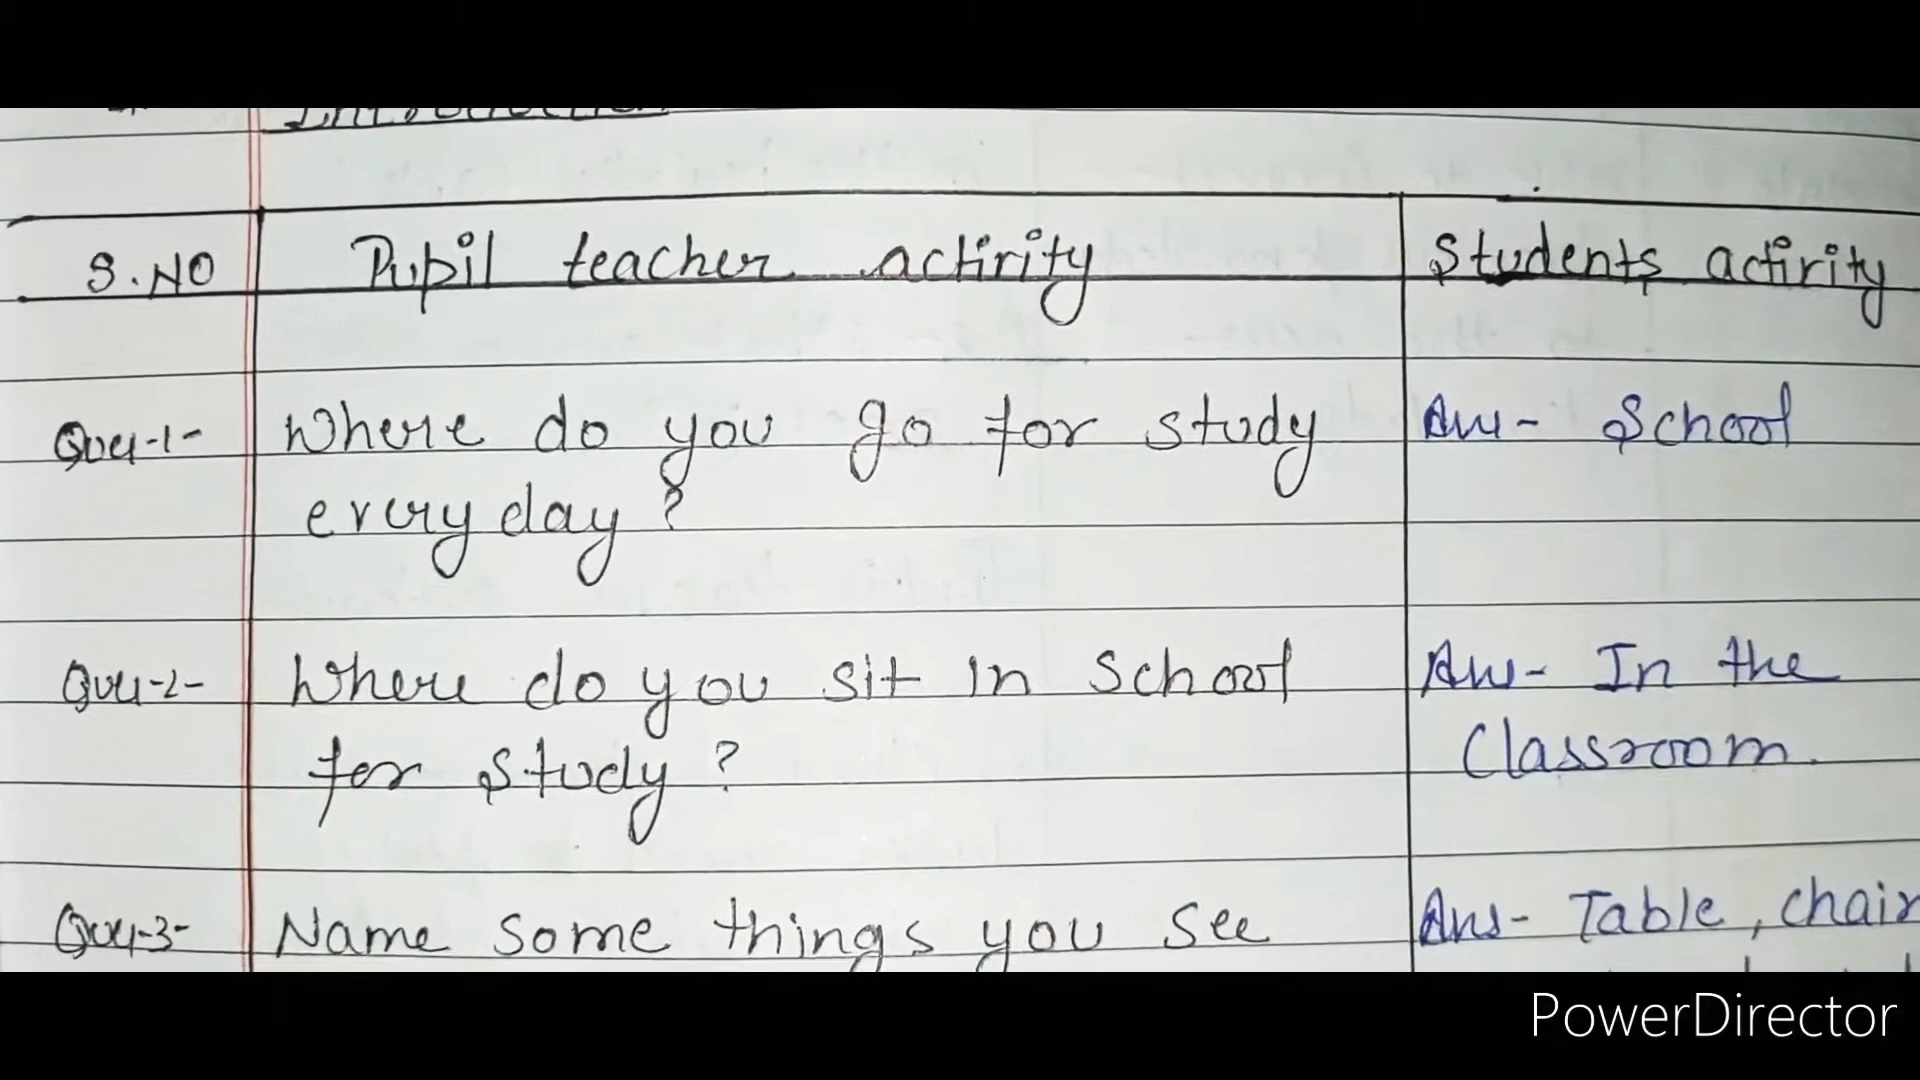 Introduction
S.NO Pupil teacher activity Students activity
Que-1- Where do you go for study Ans- School
everyday?
Que-2- Where do you sit in School Ans- In the
for study? Classroom.
Que-3- Name some things you see Ans- Table, chair
PowerDirector